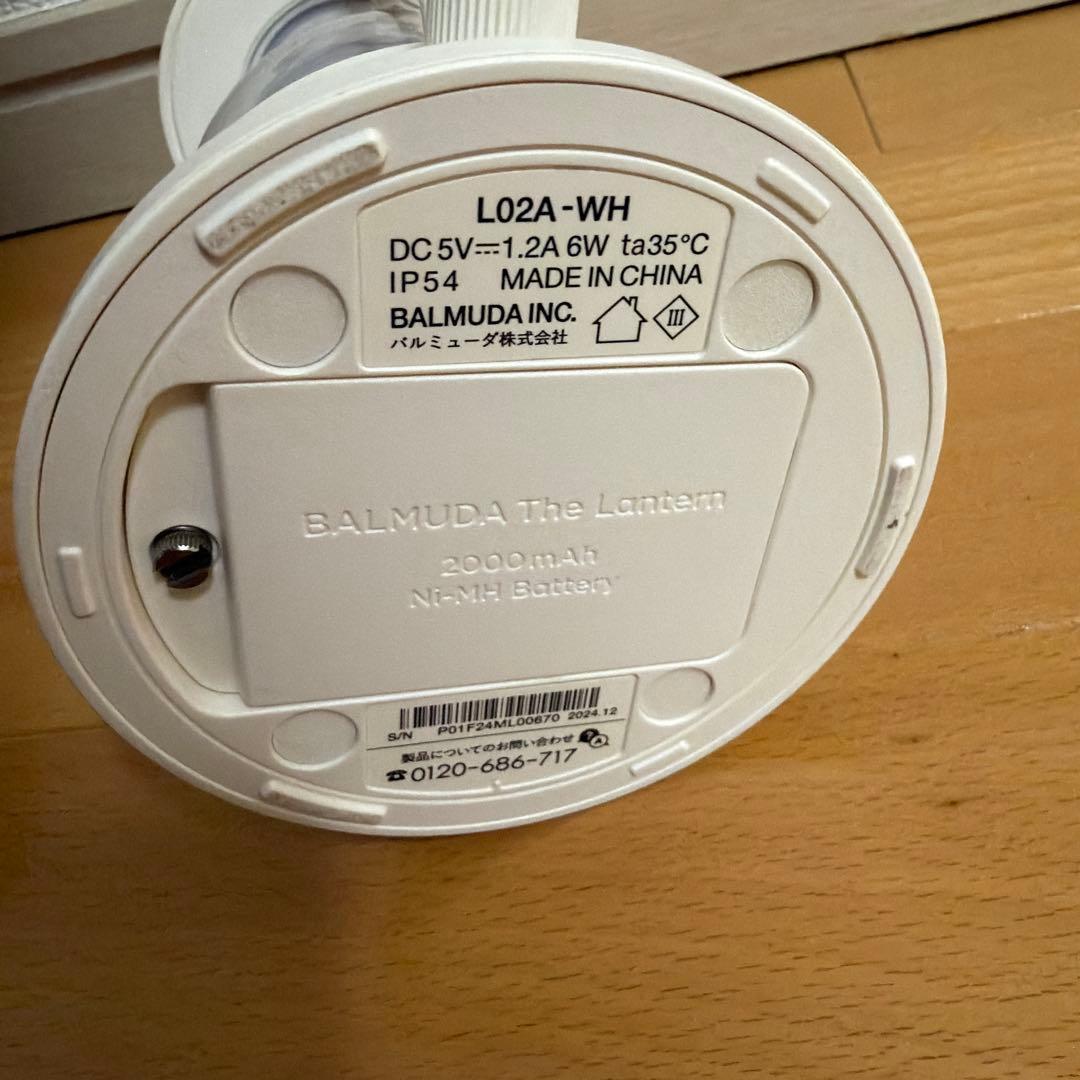 L02A-WH
DC 5V⎓1.2A 6W ta35°C
IP54 MADE IN CHINA
BALMUDA INC.
バルミューダ株式会社
III
BALMUDA The Lantern
2000mAh
Ni-MH Battery
S/N P01F24ML00670 2024.12
製品についてのお問い合わせ
☎0120-686-717